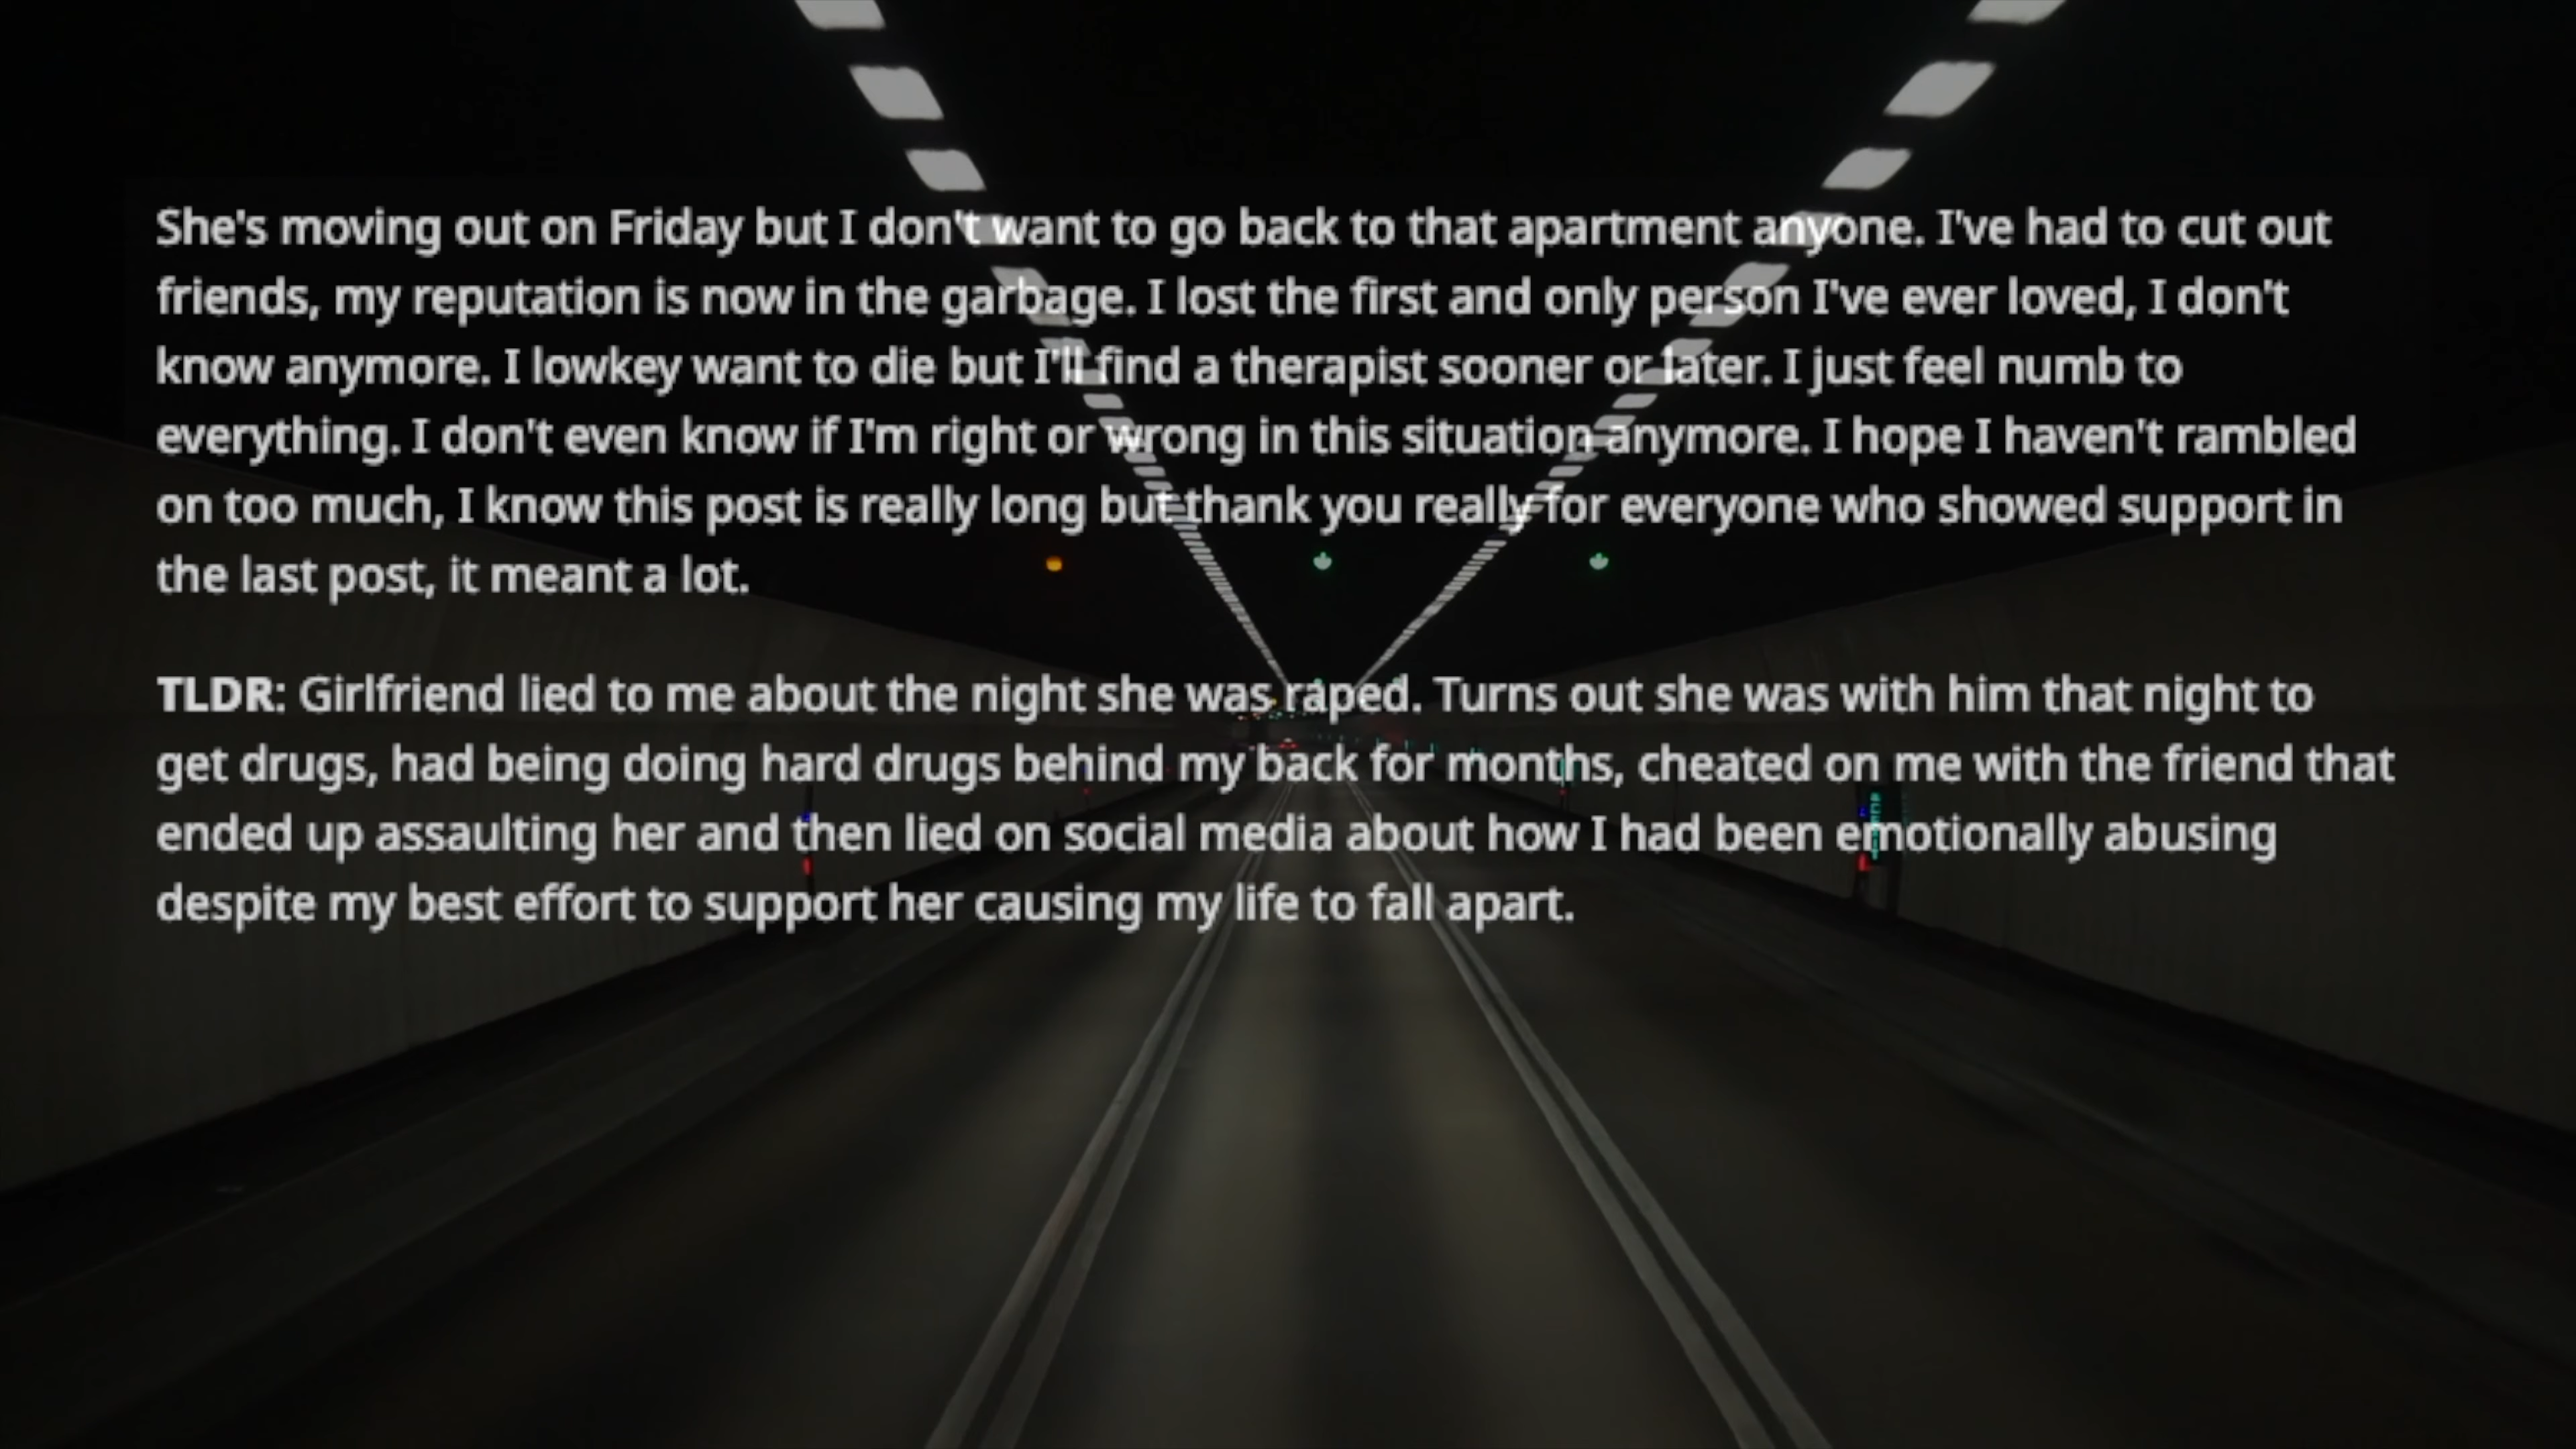 She's moving out on Friday but I don't want to go back to that apartment anyone. I've had to cut out
friends, my reputation is now in the garbage. I lost the first and only person I've ever loved, I don't
know anymore. I lowkey want to die but I'll find a therapist sooner or later. I just feel numb to
everything. I don't even know if I'm right or wrong in this situation anymore. I hope I haven't rambled
on too much, I know this post is really long but thank you really for everyone who showed support in
the last post, it meant a lot.
TLDR: Girlfriend lied to me about the night she was raped. Turns out she was with him that night to
get drugs, had being doing hard drugs behind my back for months, cheated on me with the friend that
ended up assaulting her and then lied on social media about how I had been emotionally abusing
despite my best effort to support her causing my life to fall apart.